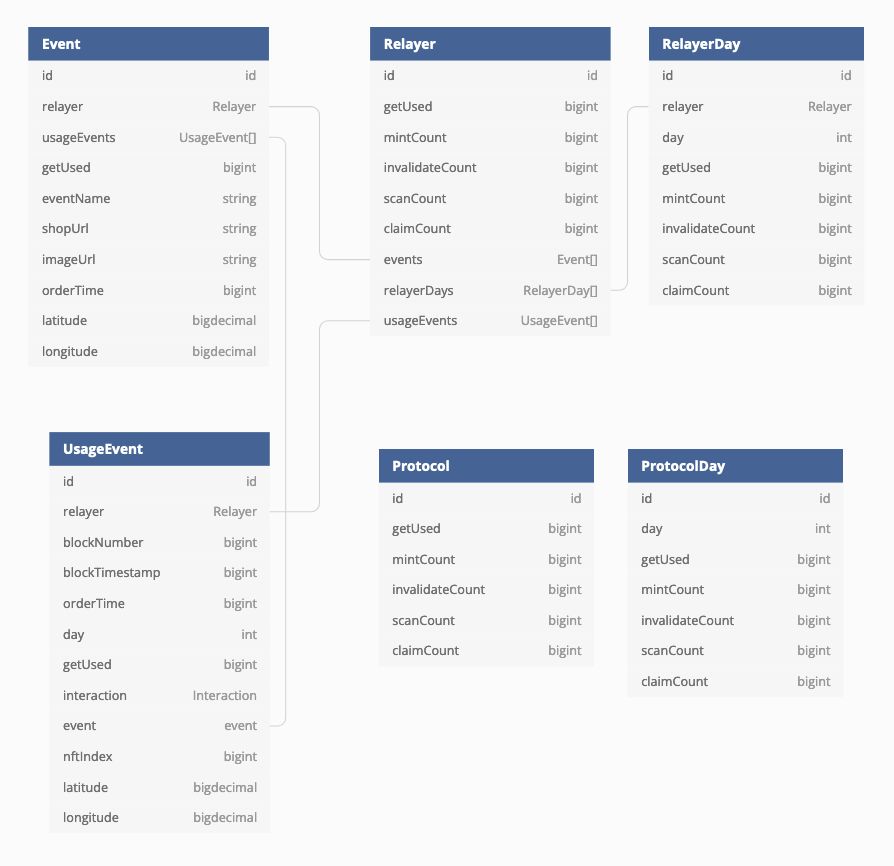 Event
id id
relayer Relayer
usageEvents UsageEvent[]
getUsed bigint
eventName string
shopUrl string
imageUrl string
orderTime bigint
latitude bigdecimal
longitude bigdecimal
Relayer
id id
getUsed bigint
mintCount bigint
invalidateCount bigint
scanCount bigint
claimCount bigint
events Event[]
relayerDays RelayerDay[]
usageEvents UsageEvent[]
RelayerDay
id id
relayer Relayer
day int
getUsed bigint
mintCount bigint
invalidateCount bigint
scanCount bigint
claimCount bigint
UsageEvent
id id
relayer Relayer
blockNumber bigint
blockTimestamp bigint
orderTime bigint
day int
getUsed bigint
interaction Interaction
event event
nftIndex bigint
latitude bigdecimal
longitude bigdecimal
Protocol
id id
getUsed bigint
mintCount bigint
invalidateCount bigint
scanCount bigint
claimCount bigint
ProtocolDay
id id
day int
getUsed bigint
mintCount bigint
invalidateCount bigint
scanCount bigint
claimCount bigint